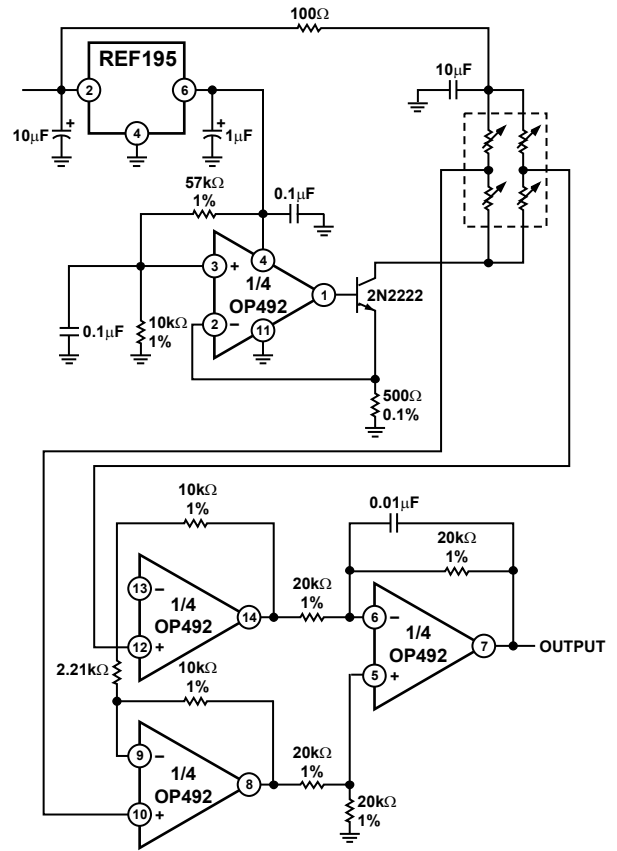 100Ω
REF195
2
6
4
10μF
+
1μF
+
10μF
57kΩ
1%
0.1μF
3
+
4
1/4
OP492
1
2N2222
2
–
11
0.1μF
10kΩ
1%
500Ω
0.1%
10kΩ
1%
0.01μF
20kΩ
1%
13
–
1/4
OP492
14
12
+
20kΩ
1%
6
–
1/4
OP492
7
OUTPUT
5
+
2.21kΩ
10kΩ
1%
9
–
1/4
OP492
8
10
+
20kΩ
1%
20kΩ
1%